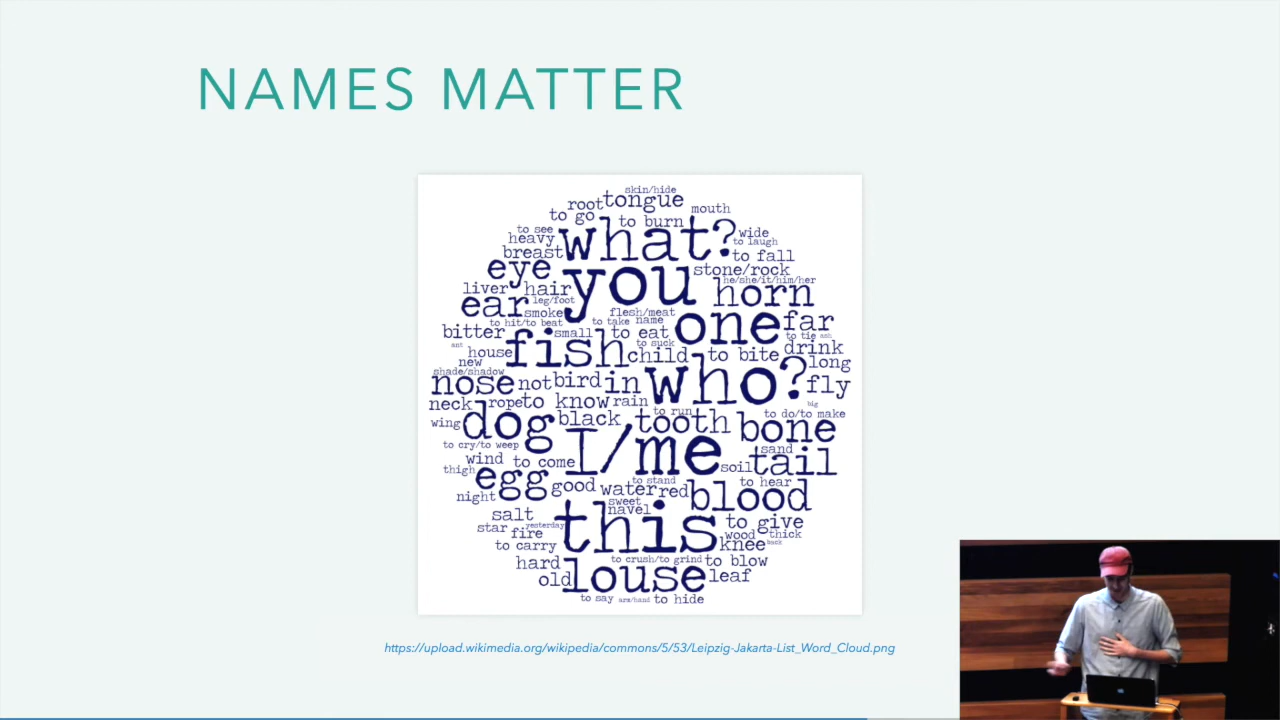 NAMES MATTER
skin/hide
root tongue
to go mouth
to see to burn
heavy what? wide
to laugh
breast to fall
eye you stone/rock
liver hair he/she/it/him/her
ear leg/foot horn
smoke flesh/meat
to hit/to beat to take name one far
bitter small to eat to tie ash
ant fish to suck drink
house child to bite
new long
shade/shadow who?
nose not bird in fly
neck rope to know rain big
wing dog black to run to do/to make
tooth bone
to cry/to weep I/me sand
wind to come soil tail
thigh egg to stand to hear
night good water red blood
sweet
salt navel
star yesterday this to give
fire wood thick
to carry knee back
hard to crush/to grind to blow
old louse leaf
to say arm/hand to hide
https://upload.wikimedia.org/wikipedia/commons/5/53/Leipzig-Jakarta-List_Word_Cloud.png